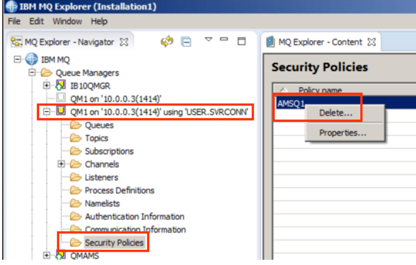 IBM MQ Explorer (Installation1)
File Edit Window Help
MQ Explorer - Navigator
IBM MQ
Queue Managers
IB10QMGR
QM1 on '10.0.0.3(1414)'
QM1 on '10.0.0.3(1414)' using 'USER.SVRCONN'
Queues
Topics
Subscriptions
Channels
Listeners
Process Definitions
Namelists
Authentication Information
Communication Information
Security Policies
QMAMS
MQ Explorer - Content
Security Policies
Policy name
AMSQ1
Delete...
Properties...